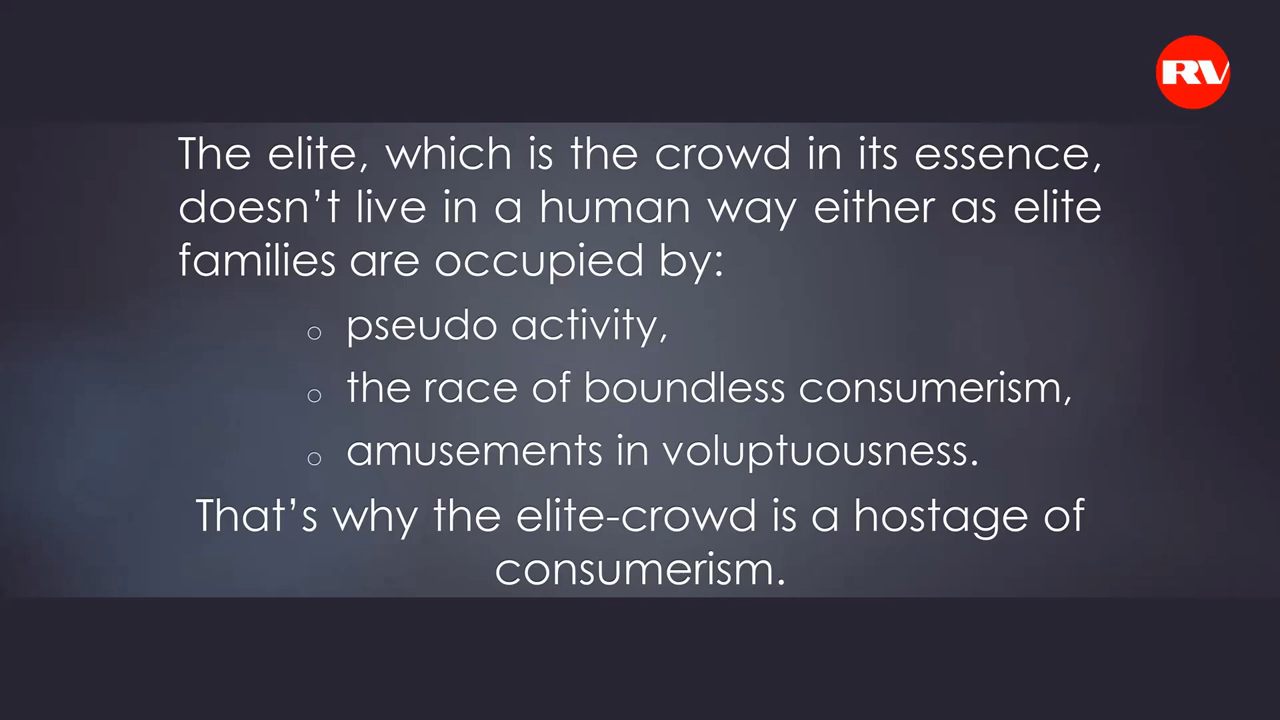 RV
The elite, which is the crowd in its essence,
doesn’t live in a human way either as elite
families are occupied by:
o pseudo activity,
o the race of boundless consumerism,
o amusements in voluptuousness.
That’s why the elite-crowd is a hostage of
consumerism.